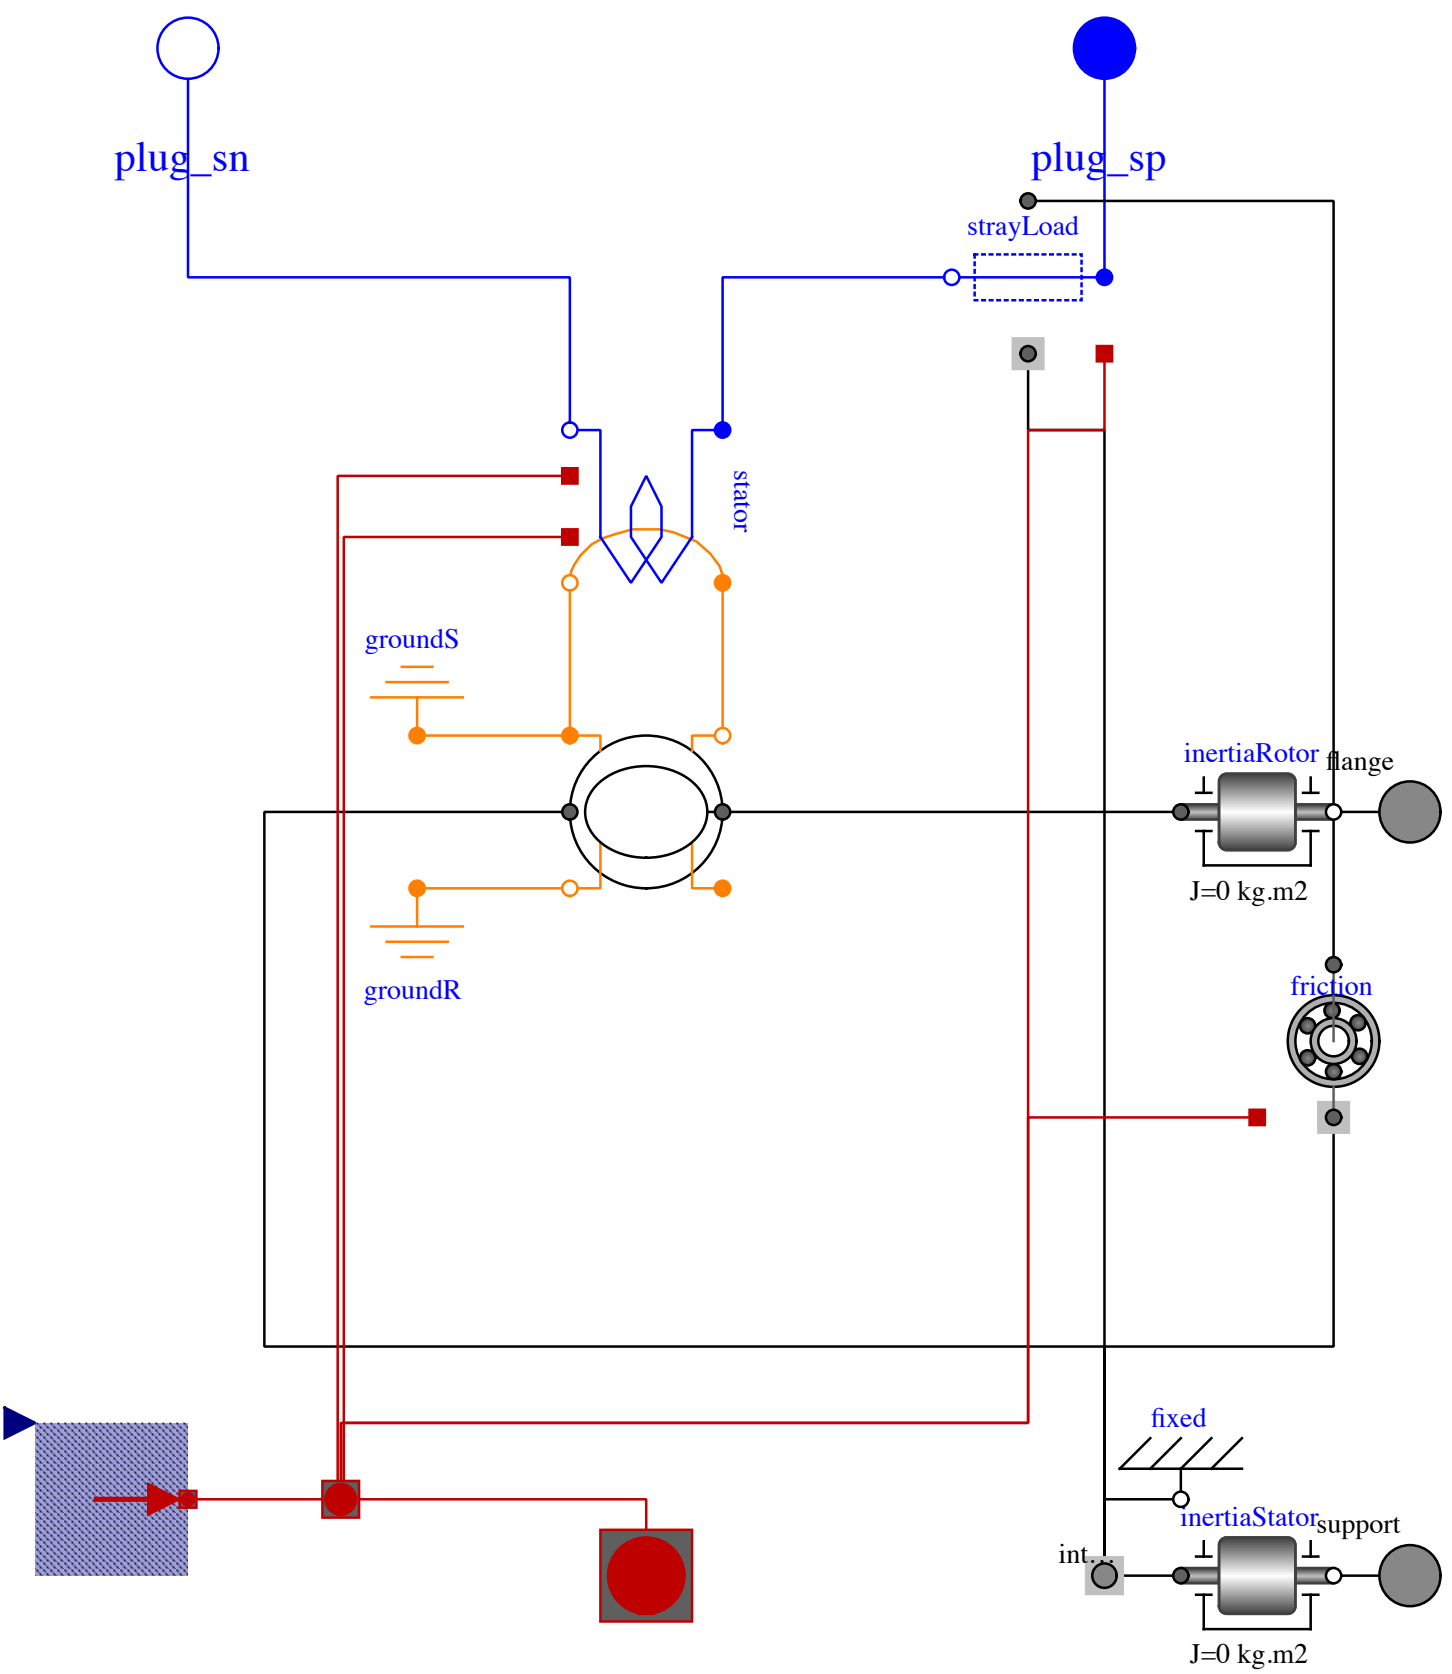 plug_sn
plug_sp
strayLoad
stator
groundS
inertiaRotor
flange
J=0 kg.m2
friction
groundR
fixed
inertiaStator
support
int...
J=0 kg.m2